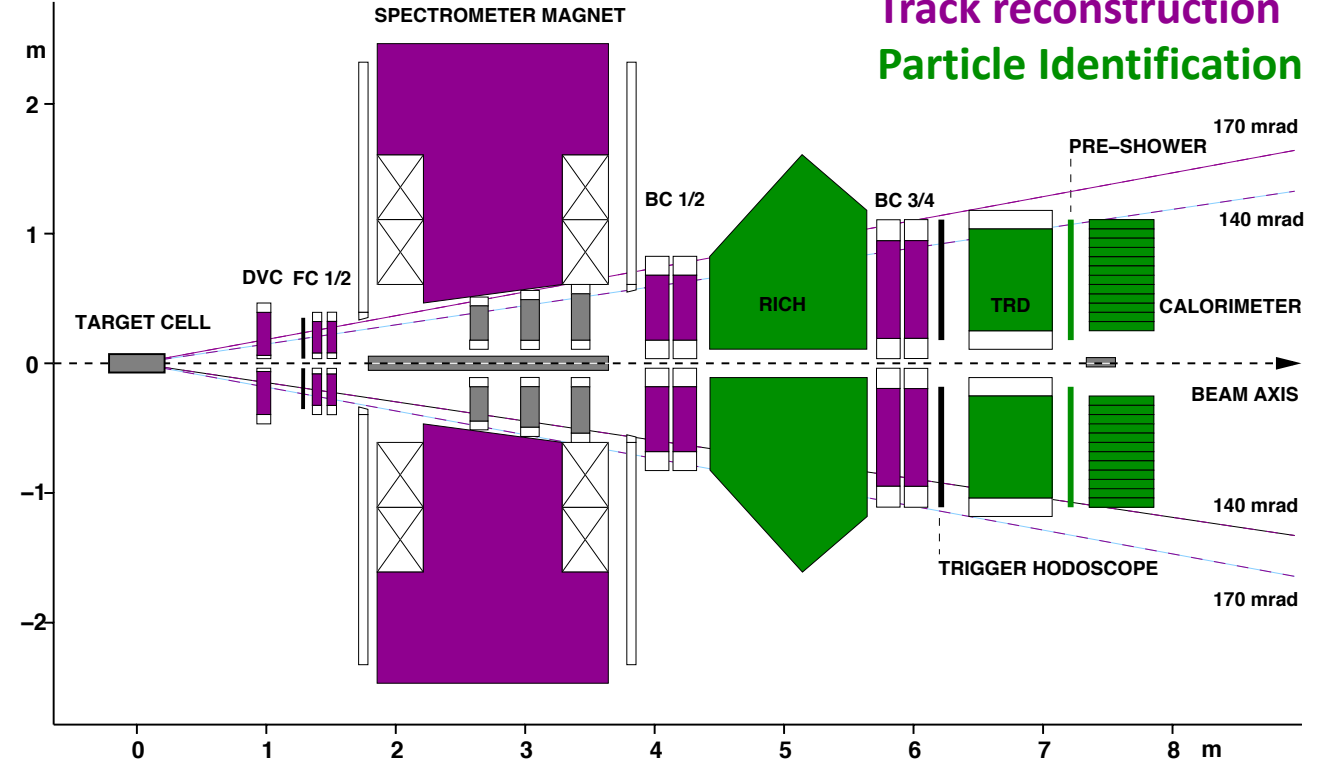 SPECTROMETER MAGNET
Track reconstruction
Particle Identification
m
2
170 mrad
PRE–SHOWER
BC 1/2
BC 3/4
140 mrad
1
DVC FC 1/2
RICH
TRD
CALORIMETER
TARGET CELL
0
BEAM AXIS
–1
140 mrad
TRIGGER HODOSCOPE
170 mrad
–2
0 1 2 3 4 5 6 7 8 m